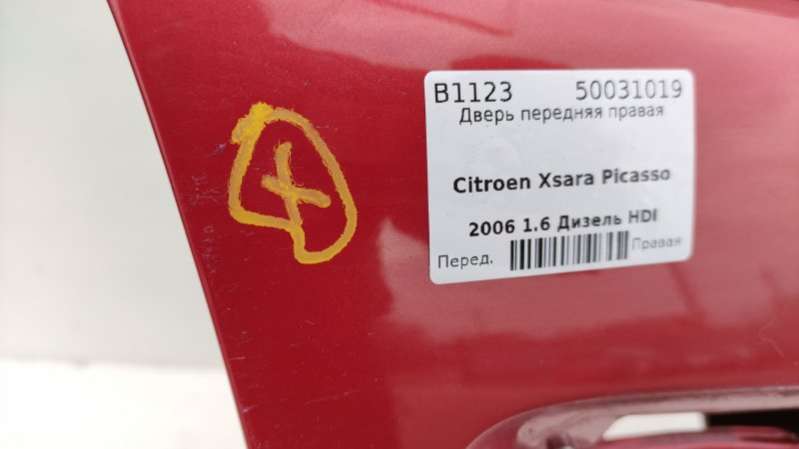 B1123 50031019
Дверь передняя правая
Citroen Xsara Picasso
2006 1.6 Дизель HDI
Перед. Правая
X